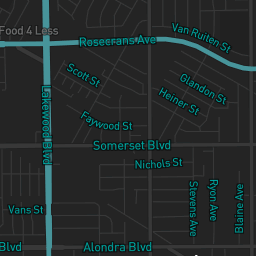 Van Ruiten St
Food 4 Less
Rosecrans Ave
Scott St
Glandon St
Heiner St
Lakewood Blvd
Faywood St
Somerset Blvd
Nichols St
Stevens Ave
Ryon Ave
Blaine Ave
Vans St
Blvd
Alondra Blvd